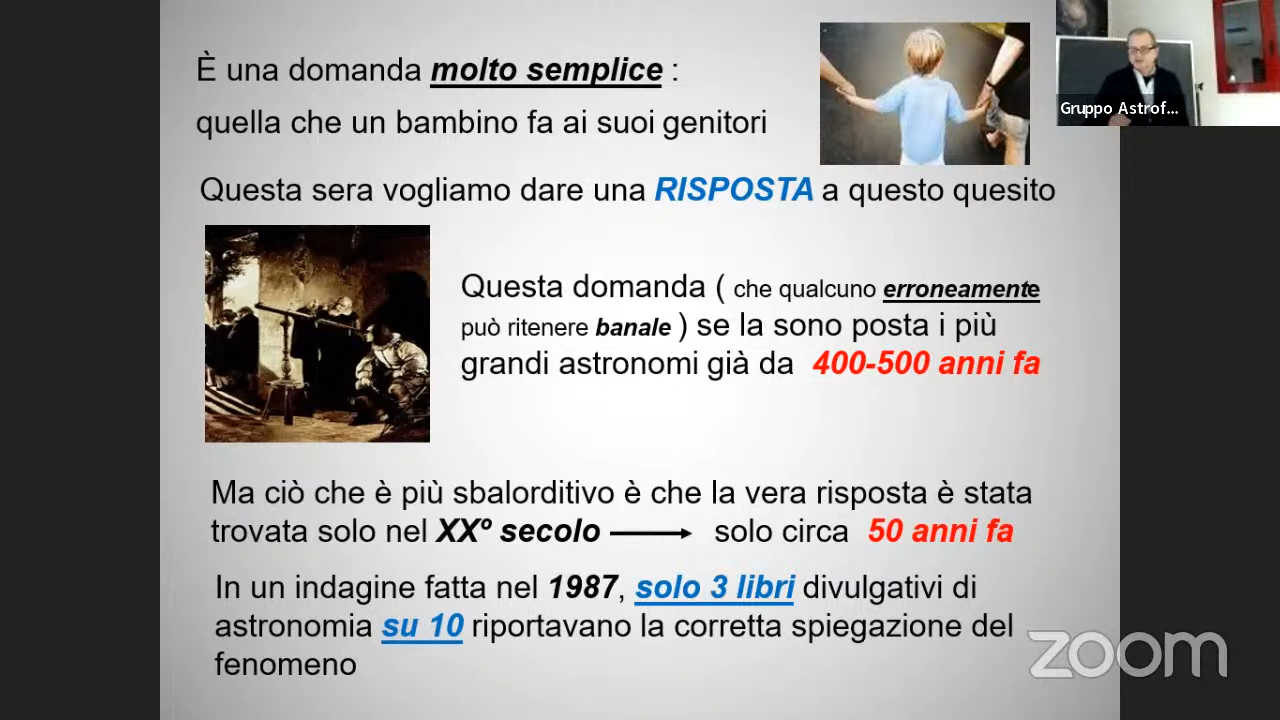 È una domanda molto semplice :
quella che un bambino fa ai suoi genitori
Gruppo Astrof...
Questa sera vogliamo dare una RISPOSTA a questo quesito
Questa domanda ( che qualcuno erroneamente
può ritenere banale ) se la sono posta i più
grandi astronomi già da 400-500 anni fa
Ma ciò che è più sbalorditivo è che la vera risposta è stata
trovata solo nel XXº secolo solo circa 50 anni fa
In un indagine fatta nel 1987, solo 3 libri divulgativi di
astronomia su 10 riportavano la corretta spiegazione del
fenomeno
zoom